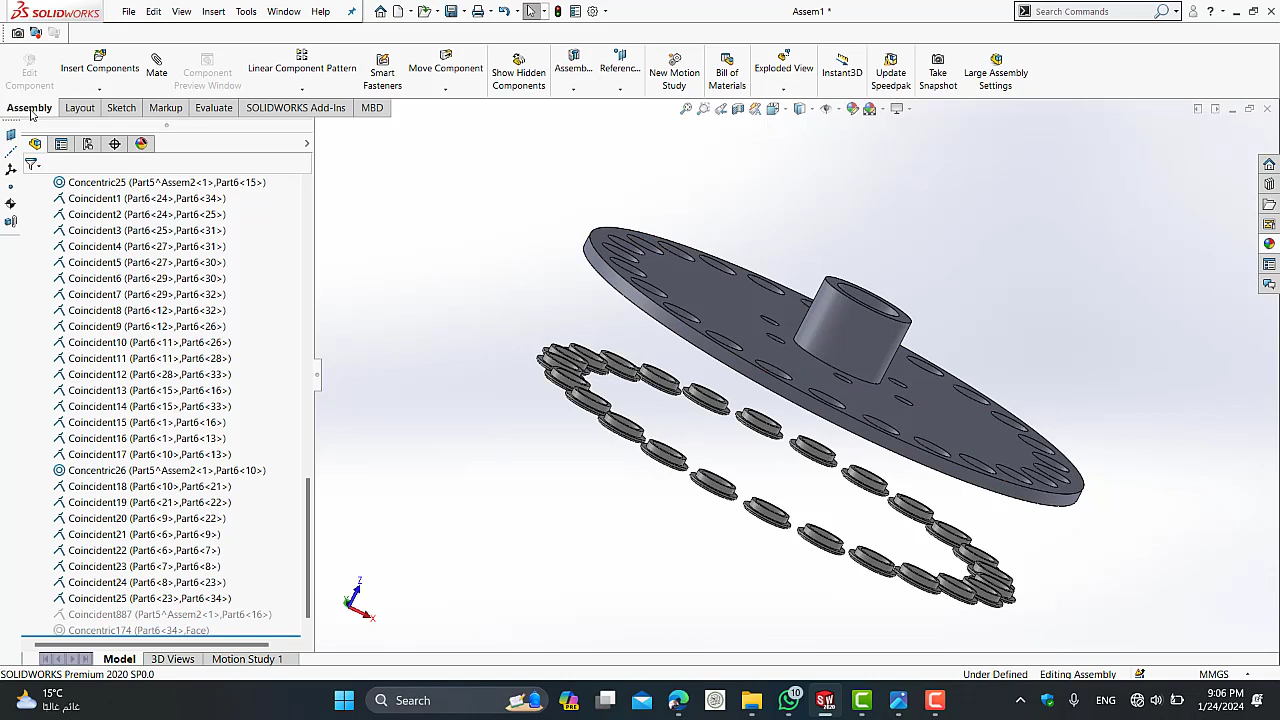 SOLIDWORKS File Edit View Insert Tools Window Help Assem1 * Search Commands ?
Edit Component
Insert Components
Mate
Component Preview Window
Linear Component Pattern
Smart Fasteners
Move Component
Show Hidden Components
Assemb...
Referenc...
New Motion Study
Bill of Materials
Exploded View
Instant3D
Update Speedpak
Take Snapshot
Large Assembly Settings
Assembly Layout Sketch Markup Evaluate SOLIDWORKS Add-Ins MBD
Concentric25 (Part5^Assem2<1>,Part6<15>)
Coincident1 (Part6<24>,Part6<34>)
Coincident2 (Part6<24>,Part6<25>)
Coincident3 (Part6<25>,Part6<31>)
Coincident4 (Part6<27>,Part6<31>)
Coincident5 (Part6<27>,Part6<30>)
Coincident6 (Part6<29>,Part6<30>)
Coincident7 (Part6<29>,Part6<32>)
Coincident8 (Part6<12>,Part6<32>)
Coincident9 (Part6<12>,Part6<26>)
Coincident10 (Part6<11>,Part6<26>)
Coincident11 (Part6<11>,Part6<28>)
Coincident12 (Part6<28>,Part6<33>)
Coincident13 (Part6<15>,Part6<16>)
Coincident14 (Part6<15>,Part6<33>)
Coincident15 (Part6<1>,Part6<16>)
Coincident16 (Part6<1>,Part6<13>)
Coincident17 (Part6<10>,Part6<13>)
Concentric26 (Part5^Assem2<1>,Part6<10>)
Coincident18 (Part6<10>,Part6<21>)
Coincident19 (Part6<21>,Part6<22>)
Coincident20 (Part6<9>,Part6<22>)
Coincident21 (Part6<6>,Part6<9>)
Coincident22 (Part6<6>,Part6<7>)
Coincident23 (Part6<7>,Part6<8>)
Coincident24 (Part6<8>,Part6<23>)
Coincident25 (Part6<23>,Part6<34>)
Coincident887 (Part5^Assem2<1>,Part6<16>)
Concentric174 (Part6<34>,Face)
Z
Y
X
Model 3D Views Motion Study 1
SOLIDWORKS Premium 2020 SP0.0 Under Defined Editing Assembly MMGS
15°C
غائم غالبًا
Search
PRE
10
SW
2020
ENG
9:06 PM
1/24/2024